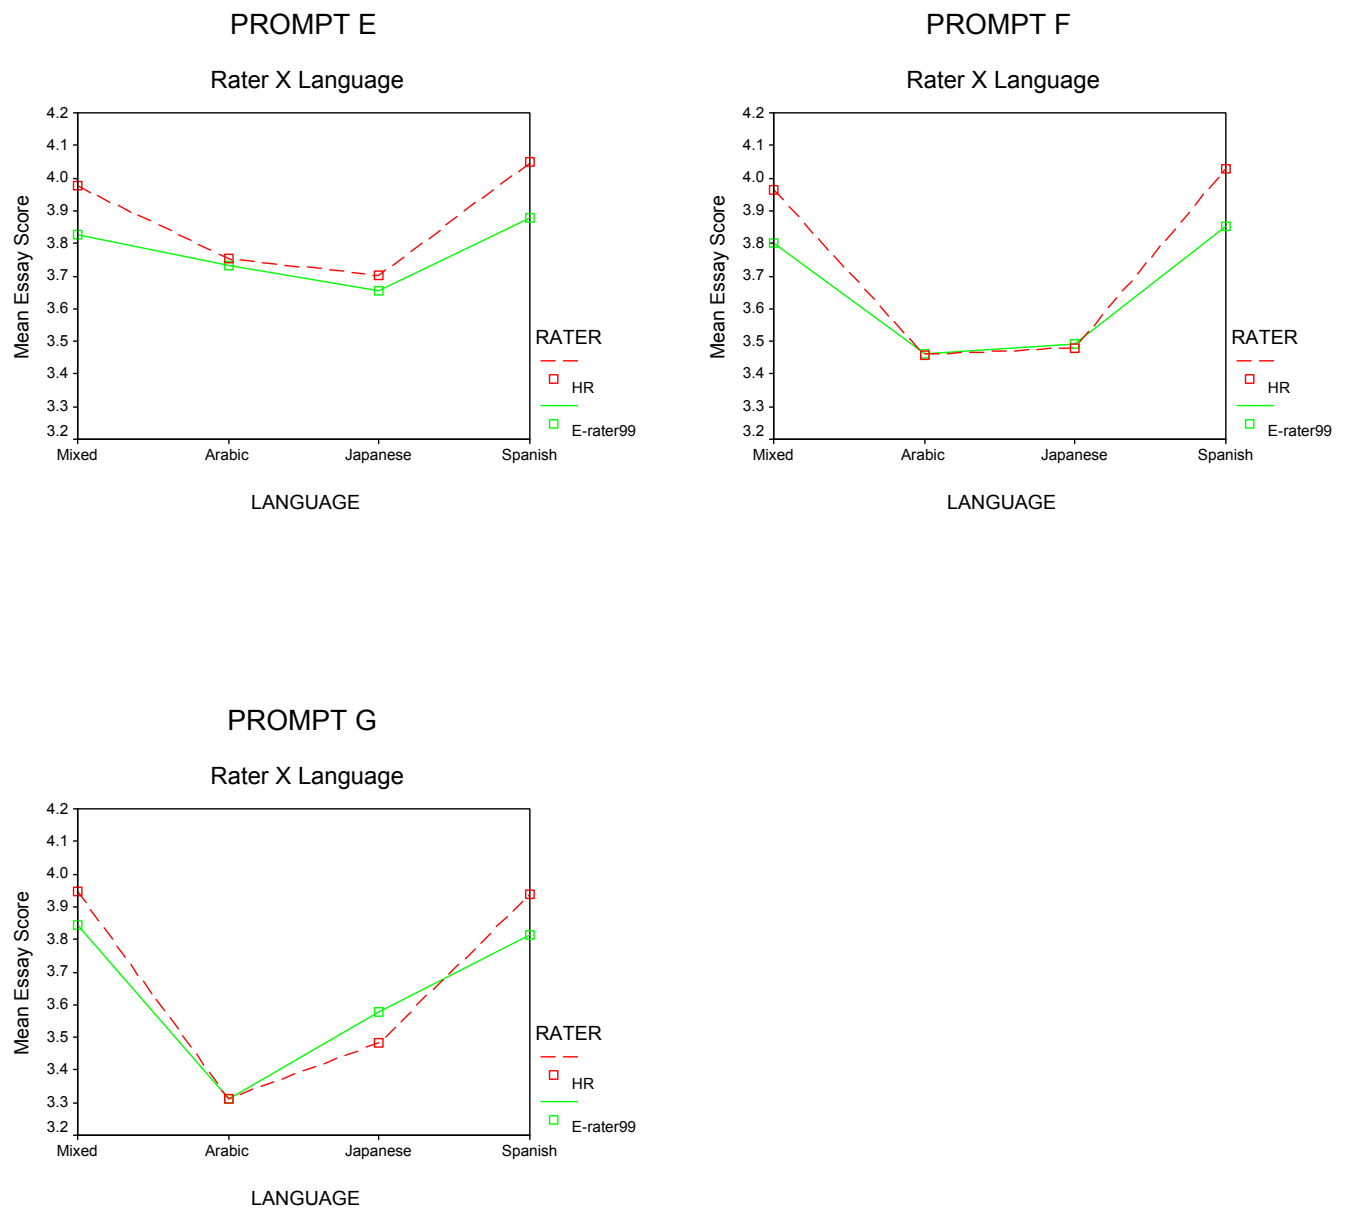 PROMPT E
Rater X Language
4.2
4.1
4.0
3.9
3.8
3.7
3.6
3.5
3.4
3.3
3.2
Mean Essay Score
Mixed Arabic Japanese Spanish
LANGUAGE
RATER
HR
E-rater99
PROMPT F
Rater X Language
4.2
4.1
4.0
3.9
3.8
3.7
3.6
3.5
3.4
3.3
3.2
Mean Essay Score
Mixed Arabic Japanese Spanish
LANGUAGE
RATER
HR
E-rater99
PROMPT G
Rater X Language
4.2
4.1
4.0
3.9
3.8
3.7
3.6
3.5
3.4
3.3
3.2
Mean Essay Score
Mixed Arabic Japanese Spanish
LANGUAGE
RATER
HR
E-rater99